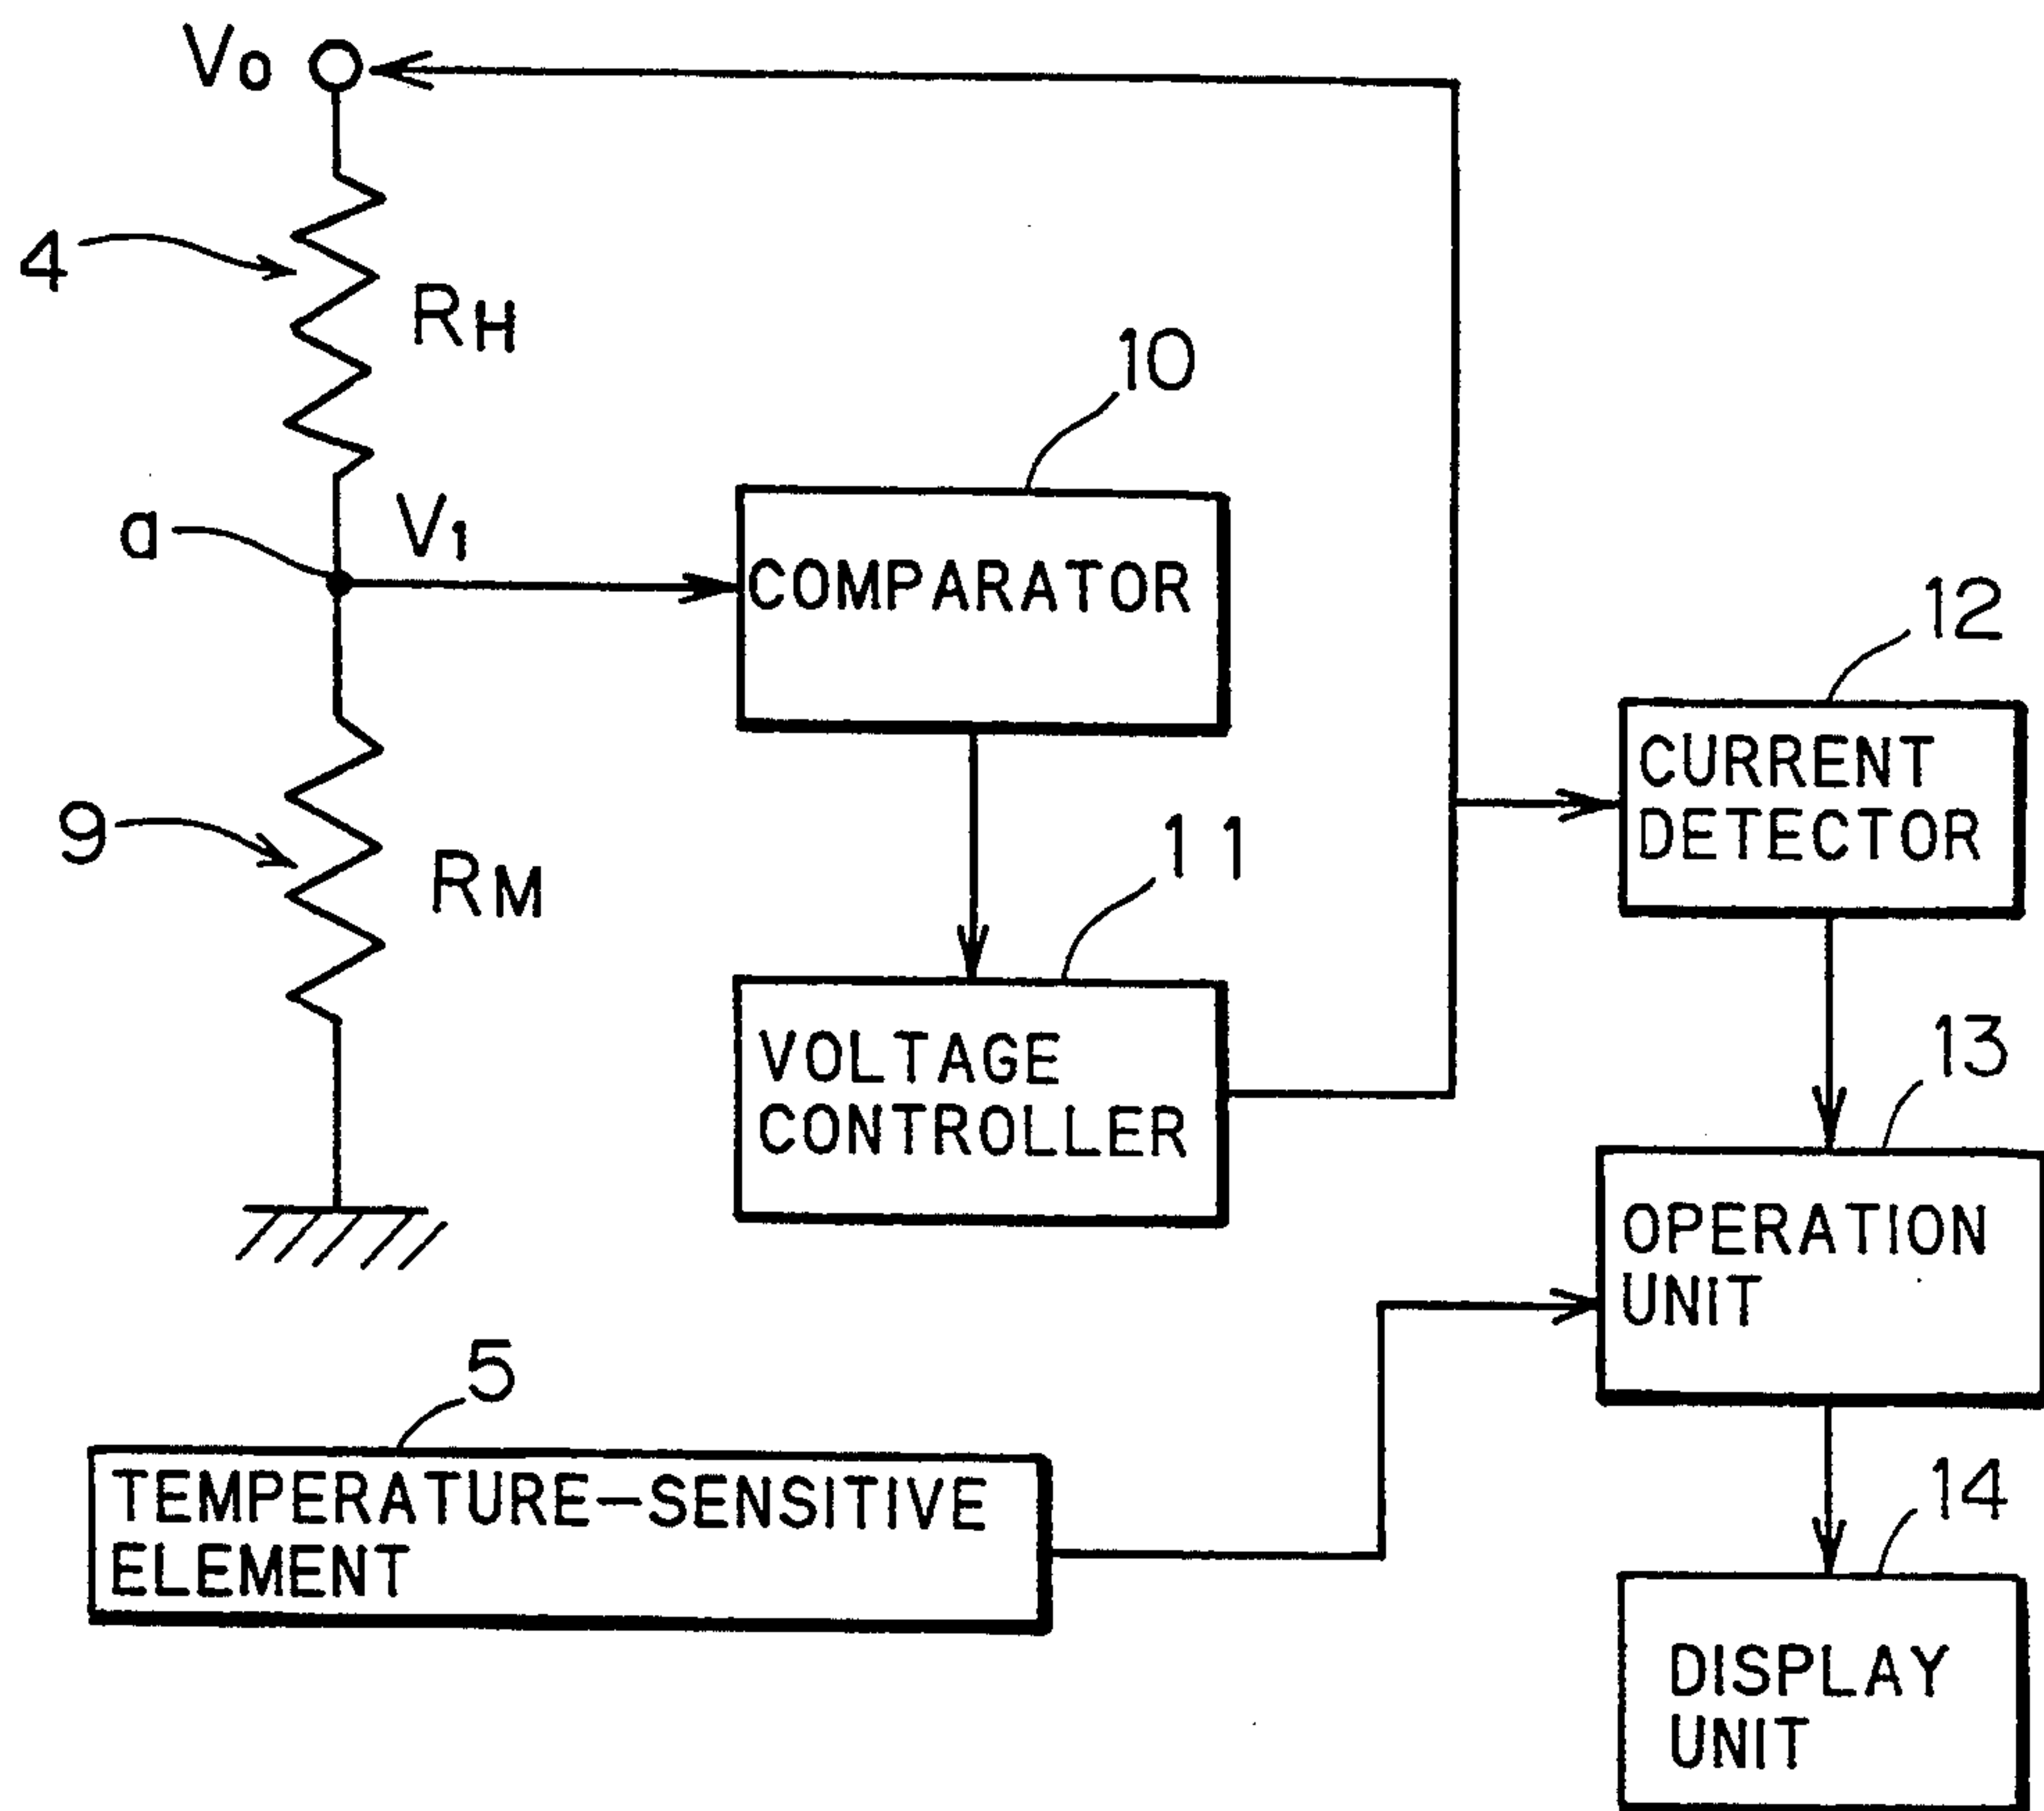 Vo
4
RH
10
a
V1
COMPARATOR
12
CURRENT
DETECTOR
9
RM
11
VOLTAGE
CONTROLLER
13
OPERATION
UNIT
5
TEMPERATURE-SENSITIVE
ELEMENT
14
DISPLAY
UNIT